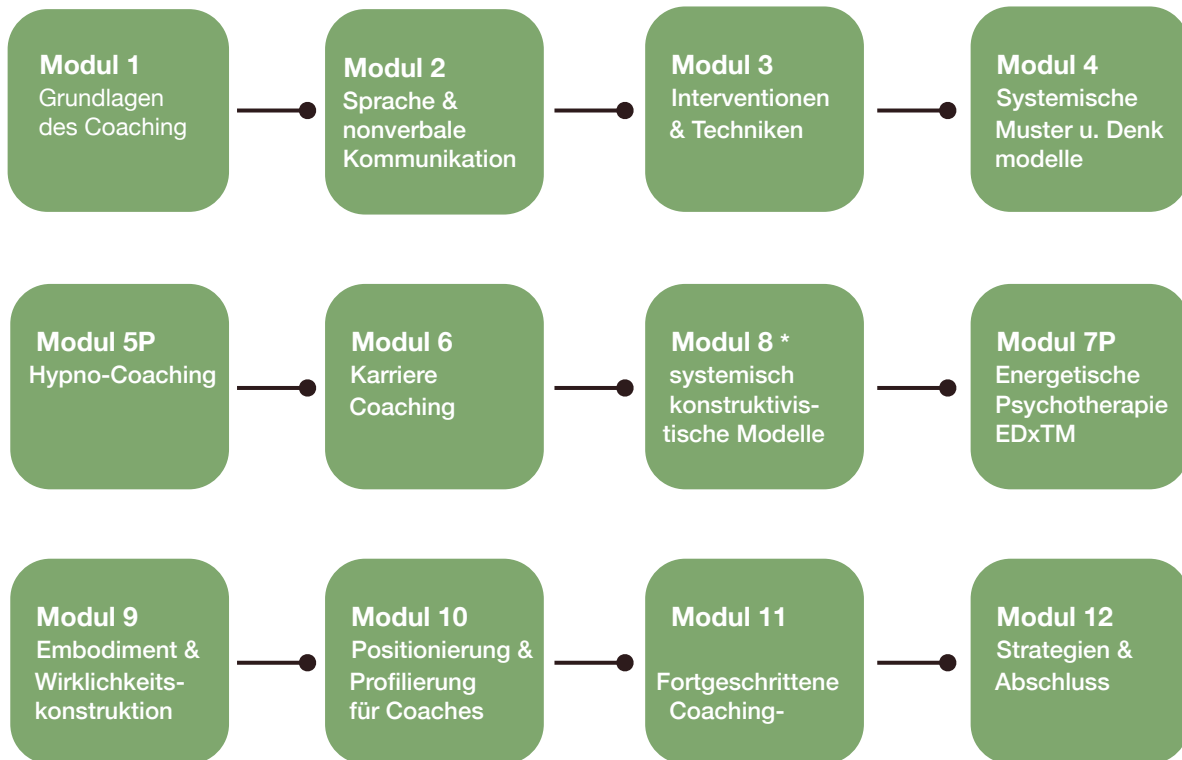 Modul 1
Grundlagen
des Coaching
Modul 2
Sprache &
nonverbale
Kommunikation
Modul 3
Interventionen
& Techniken
Modul 4
Systemische
Muster u. Denk
modelle
Modul 5P
Hypno-Coaching
Modul 6
Karriere
Coaching
Modul 8 *
systemisch
konstruktivis-
tische Modelle
Modul 7P
Energetische
Psychotherapie
EDxTM
Modul 9
Embodiment &
Wirklichkeits-
konstruktion
Modul 10
Positionierung &
Profilierung
für Coaches
Modul 11
Fortgeschrittene
Coaching-
Modul 12
Strategien &
Abschluss